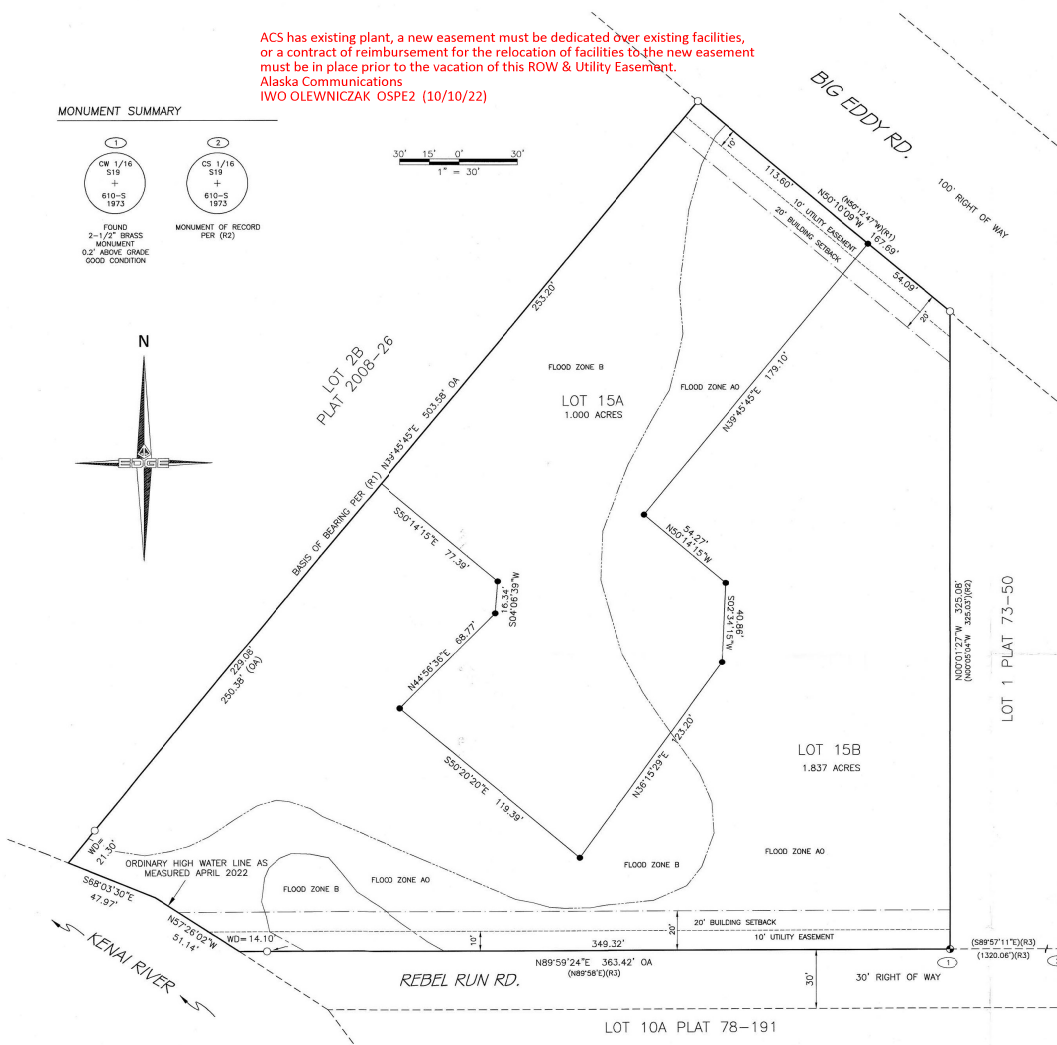 ACS has existing plant, a new easement must be dedicated over existing facilities,
or a contract of reimbursement for the relocation of facilities to the new easement
must be in place prior to the vacation of this ROW & Utility Easement.
Alaska Communications
IWO OLEWNICZAK OSPE2 (10/10/22)
MONUMENT SUMMARY
1
CW 1/16
S19
610-S
1973
FOUND
2-1/2" BRASS
MONUMENT
0.2' ABOVE GRADE
GOOD CONDITION
2
CS 1/16
S19
610-S
1973
MONUMENT OF RECORD
PER (R2)
30' 15' 0' 30'
1" = 30'
BIG EDDY RD.
100' RIGHT OF WAY
10'
113.60'
(N50°12'47"W)(R1)
N50°10'09"W 167.69'
10' UTILITY EASEMENT
20' BUILDING SETBACK
54.09'
20'
253.20'
N
EDGE
LOT 2B
PLAT 2008-26
FLOOD ZONE B
FLOOD ZONE AO
LOT 15A
1.000 ACRES
N39°45'45"E 179.10'
BASIS OF BEARING PER (R1) N39°45'45"E 503.58' OA
S50°14'15"E 77.39'
16.34'
S04°06'39"W
N44°56'36"E 68.77'
54.27'
N50°14'15"W
40.86'
S02°34'15"W
N00°01'27"W 325.08'
(N00°05'04"W 325.03')(R2)
LOT 1 PLAT 73-50
229.08'
250.38' (OA)
S50°20'20"E 119.39'
N36°15'29"E 123.20'
LOT 15B
1.837 ACRES
WD=
21.30'
ORDINARY HIGH WATER LINE AS
MEASURED APRIL 2022
S68°03'30"E
47.97'
N57°26'02"W
51.14'
FLOOD ZONE B
FLOOD ZONE AO
FLOOD ZONE B
FLOOD ZONE AO
20' BUILDING SETBACK
10' UTILITY EASEMENT
20'
10'
WD= 14.10'
349.32'
N89°59'24"E 363.42' OA
(N89°58'E)(R3)
(S89°57'11"E)(R3)
(1320.06')(R3)
1
KENAI RIVER
REBEL RUN RD.
30'
30' RIGHT OF WAY
LOT 10A PLAT 78-191